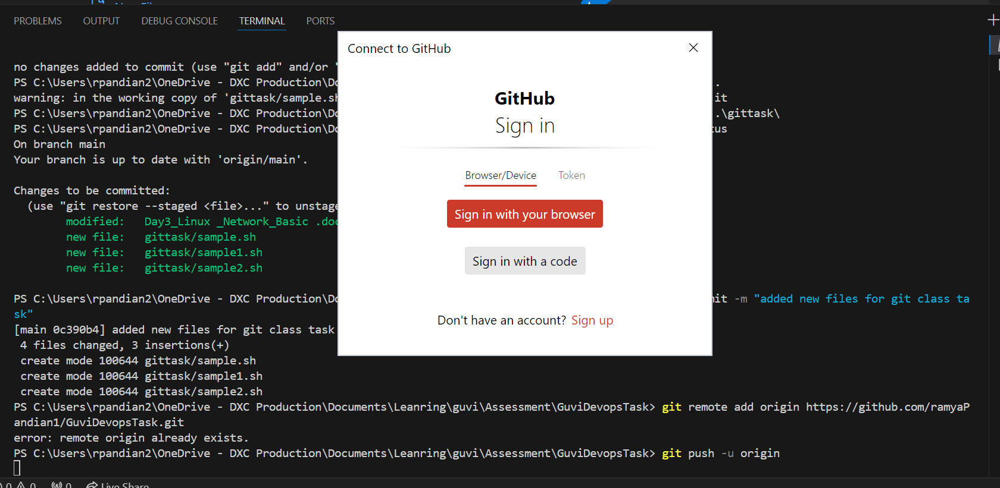 PROBLEMS OUTPUT DEBUG CONSOLE TERMINAL PORTS
no changes added to commit (use "git add" and/or "
PS C:\Users\rpandian2\OneDrive - DXC Production\Do .
warning: in the working copy of 'gittask/sample.sh it
PS C:\Users\rpandian2\OneDrive - DXC Production\Do .\gittask\
PS C:\Users\rpandian2\OneDrive - DXC Production\Do tus
On branch main
Your branch is up to date with 'origin/main'.
Changes to be committed:
(use "git restore --staged <file>..." to unstage
modified: Day3_Linux _Network_Basic .doc
new file: gittask/sample.sh
new file: gittask/sample1.sh
new file: gittask/sample2.sh
PS C:\Users\rpandian2\OneDrive - DXC Production\Do mit -m "added new files for git class ta
sk"
[main 0c390b4] added new files for git class task
4 files changed, 3 insertions(+)
create mode 100644 gittask/sample.sh
create mode 100644 gittask/sample1.sh
create mode 100644 gittask/sample2.sh
PS C:\Users\rpandian2\OneDrive - DXC Production\Documents\Leanring\guvi\Assessment\GuviDevopsTask> git remote add origin https://github.com/ramyaP
andian1/GuviDevopsTask.git
error: remote origin already exists.
PS C:\Users\rpandian2\OneDrive - DXC Production\Documents\Leanring\guvi\Assessment\GuviDevopsTask> git push -u origin
Connect to GitHub
GitHub
Sign in
Browser/Device Token
Sign in with your browser
Sign in with a code
Don't have an account? Sign up
0 0 0 Live Share